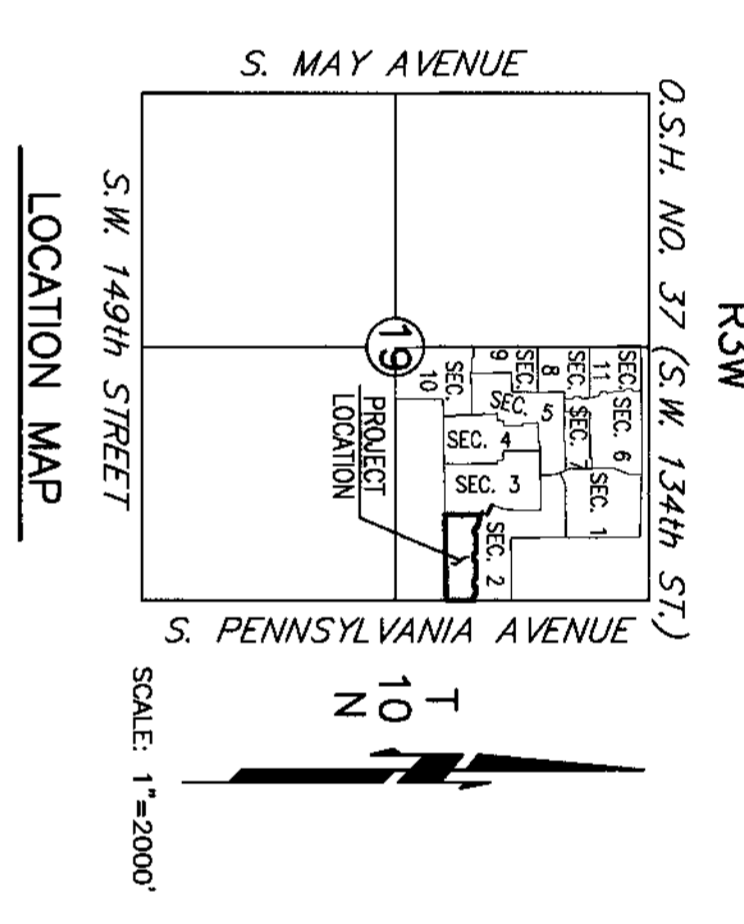 R3W
O.S.H. NO. 37 (S.W. 134th ST.)
S. MAY AVENUE
SEC. 11
SEC. 6
SEC. 8
SEC. 7
SEC. 1
SEC. 9
SEC. 5
SEC. 10
SEC. 4
SEC. 3
SEC. 2
19
PROJECT
LOCATION
S. PENNSYLVANIA AVENUE
T
10
N
S.W. 149th STREET
LOCATION MAP
SCALE: 1"=2000'